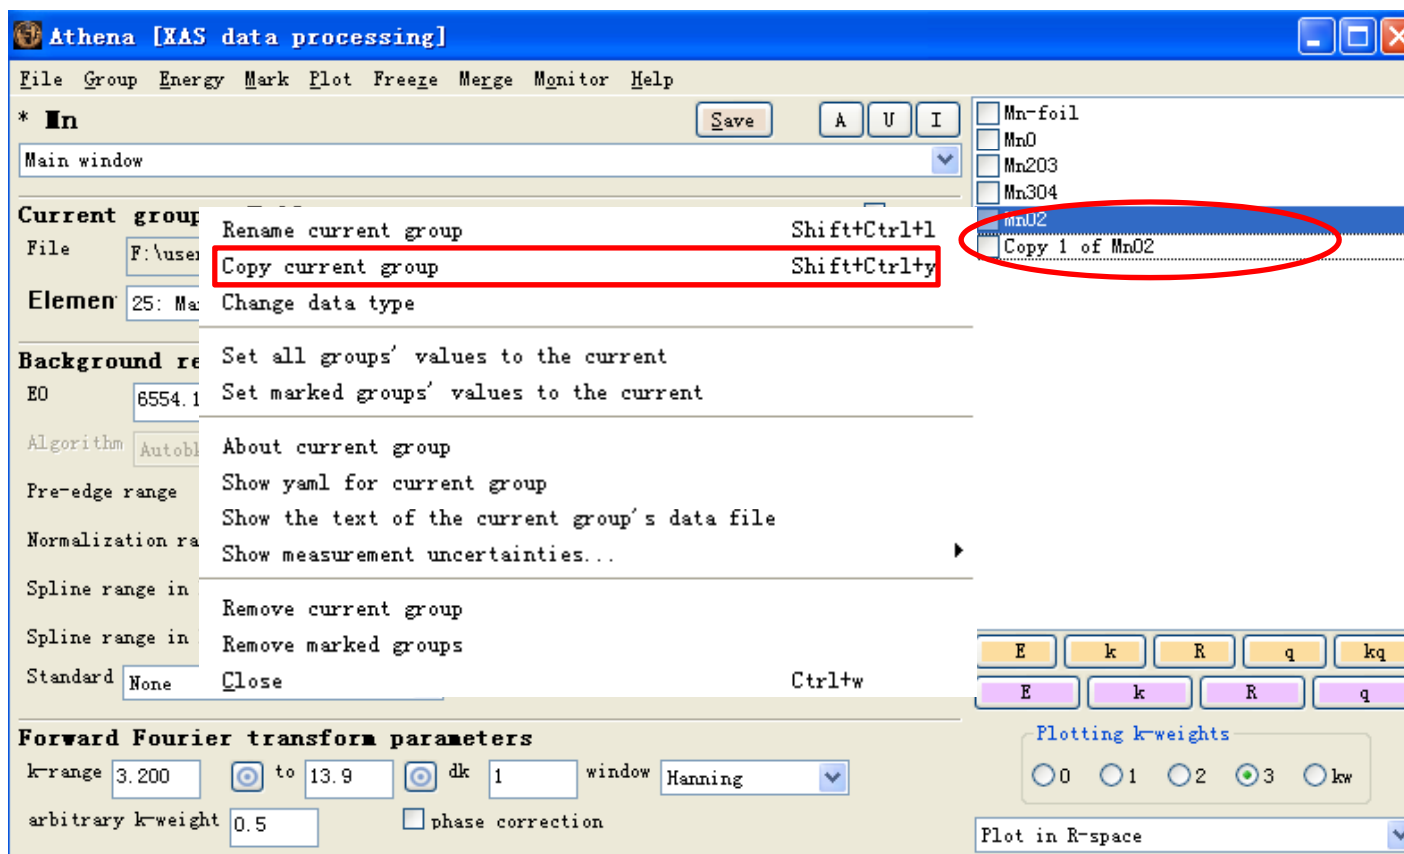 Athena [XAS data processing]
File Group Energy Mark Plot Freeze Merge Monitor Help
* Mn
Save A U I
Main window
Mn-foil
MnO
Mn2O3
Mn3O4
MnO2
Copy 1 of MnO2
Current group
File F:\user
Elemen 25: Ma
Background re
E0 6554.1
Algorithm Autobl
Pre-edge range
Normalization ra
Spline range in
Spline range in
Standard None
Rename current group Shift+Ctrl+l
Copy current group Shift+Ctrl+y
Change data type
Set all groups' values to the current
Set marked groups' values to the current
About current group
Show yaml for current group
Show the text of the current group's data file
Show measurement uncertainties...
Remove current group
Remove marked groups
Close Ctrl+w
E k R q kq
E k R q
Forward Fourier transform parameters
k-range 3.200 to 13.9 dk 1 window Hanning
arbitrary k-weight 0.5 phase correction
Plotting k-weights
0 1 2 3 kw
Plot in R-space